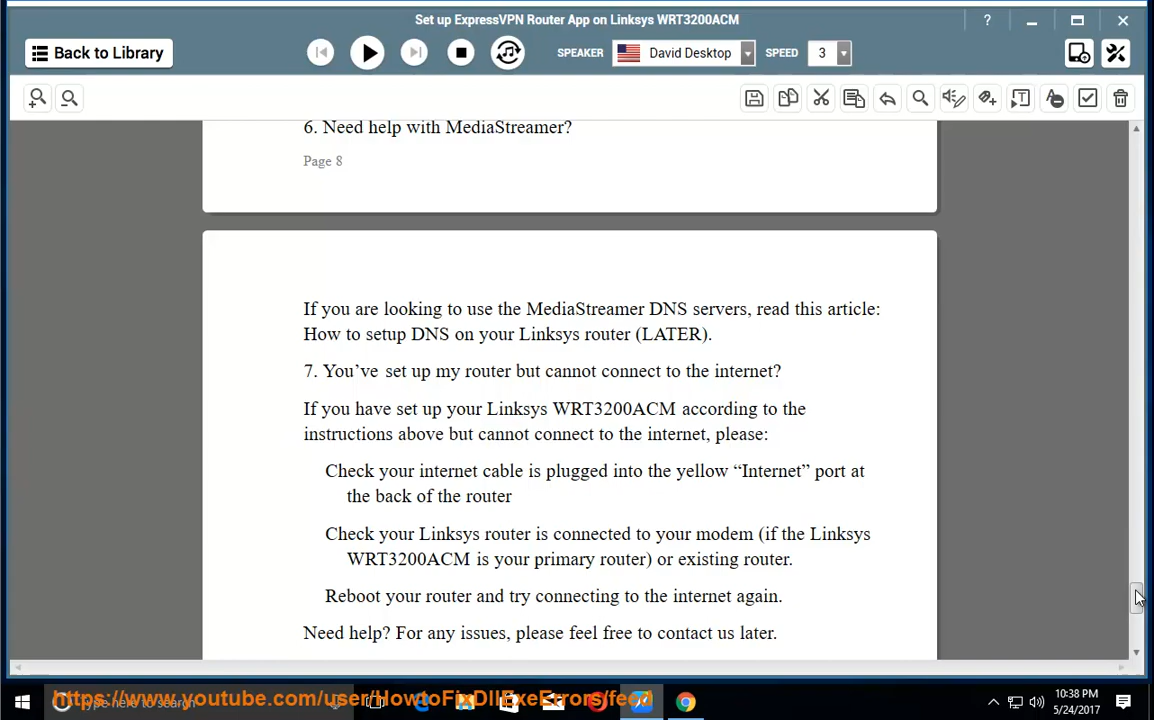 Set up ExpressVPN Router App on Linksys WRT3200ACM
Back to Library
SPEAKER
David Desktop
SPEED
3
6. Need help with MediaStreamer?
Page 8
If you are looking to use the MediaStreamer DNS servers, read this article:
How to setup DNS on your Linksys router (LATER).
7. You’ve set up my router but cannot connect to the internet?
If you have set up your Linksys WRT3200ACM according to the
instructions above but cannot connect to the internet, please:
Check your internet cable is plugged into the yellow “Internet” port at
the back of the router
Check your Linksys router is connected to your modem (if the Linksys
WRT3200ACM is your primary router) or existing router.
Reboot your router and try connecting to the internet again.
Need help? For any issues, please feel free to contact us later.
https://www.youtube.com/user/HowtoFixDllExeErrors/feed
Type here to search
10:38 PM
5/24/2017